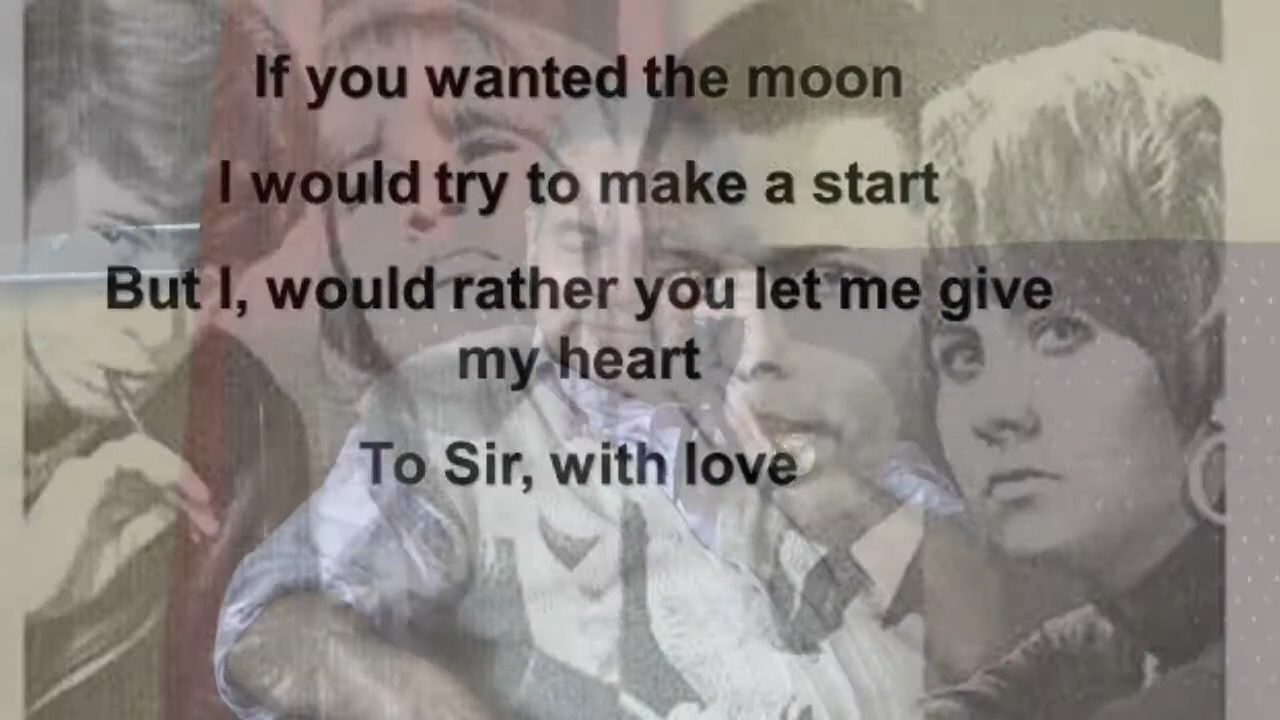 If you wanted the moon
I would try to make a start
But I, would rather you let me give
my heart
To Sir, with love